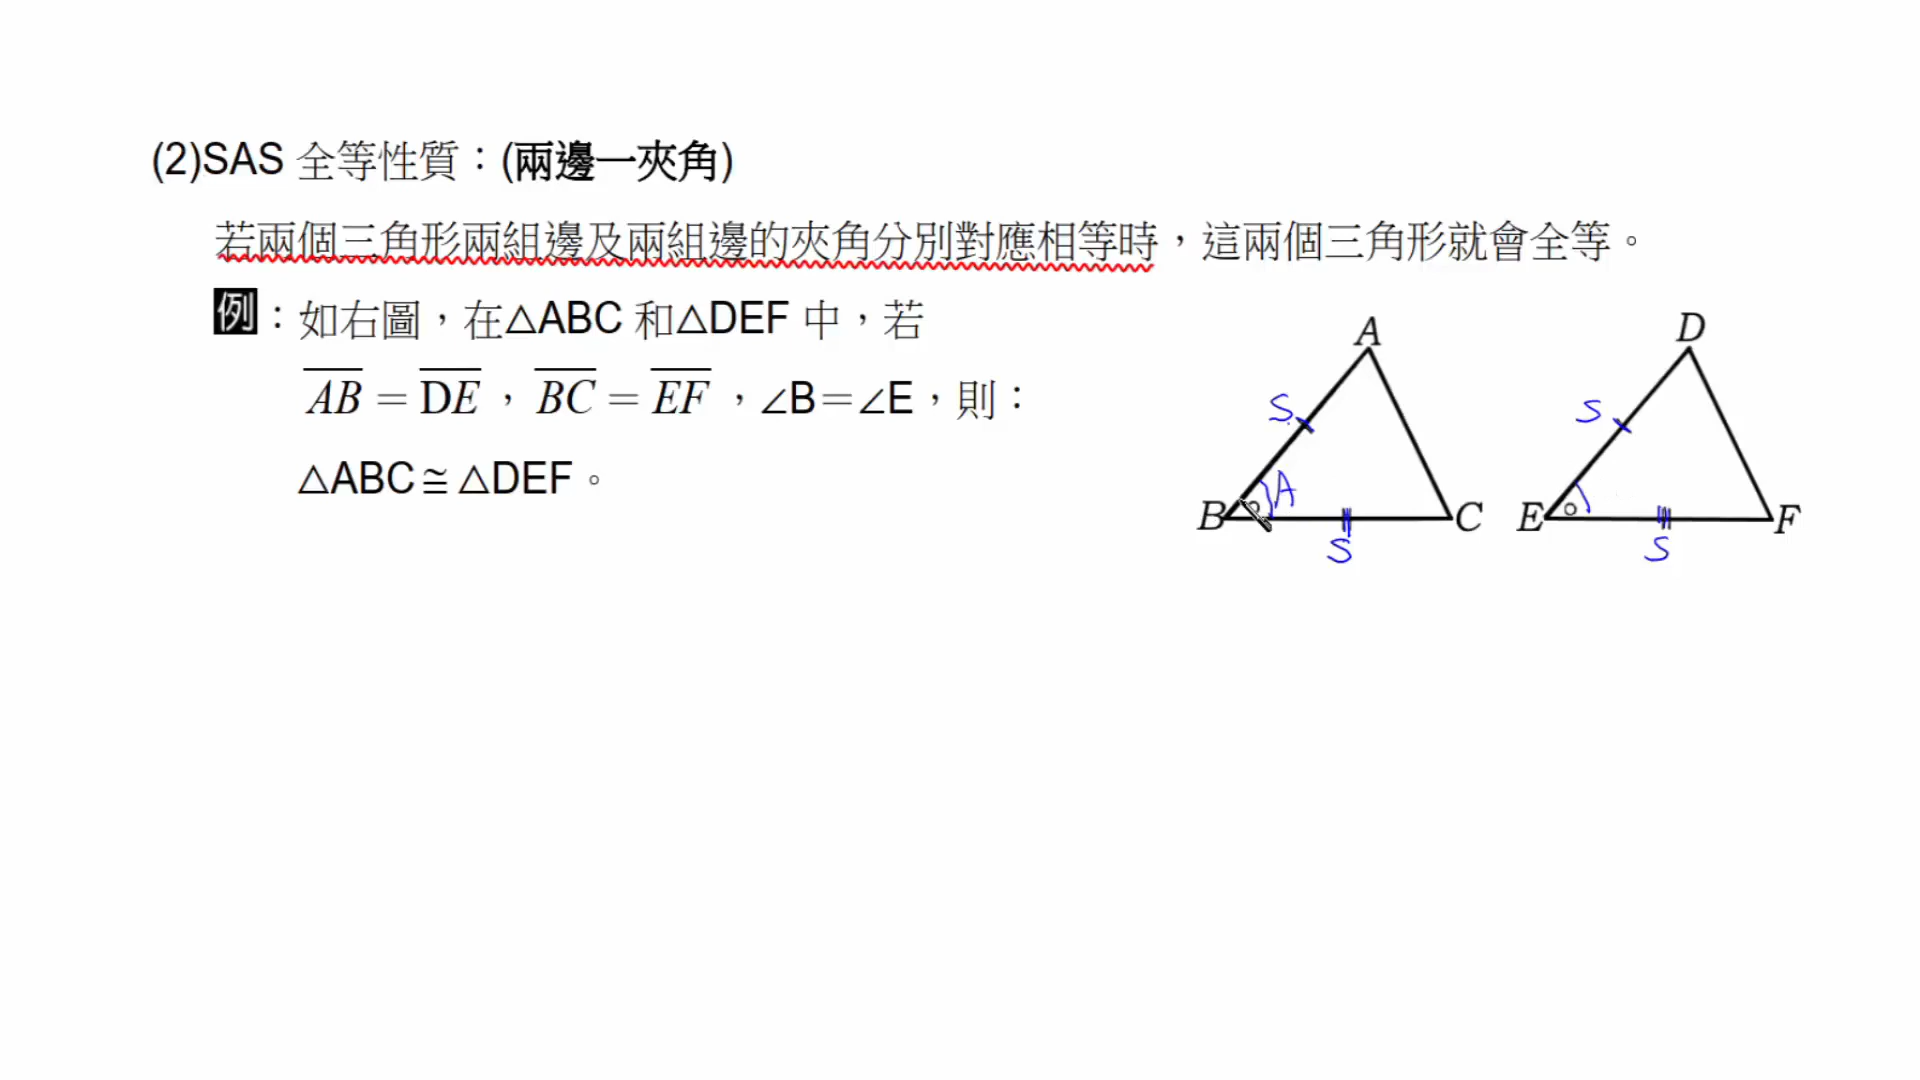 (2)SAS 全等性質：(兩邊一夾角)
若兩個三角形兩組邊及兩組邊的夾角分別對應相等時，這兩個三角形就會全等。
例：如右圖，在△ABC 和△DEF 中，若
AB＝DE，BC＝EF，∠B＝∠E，則：
△ABC≅△DEF。
A
D
S
S
A
B
C
E
F
S
S